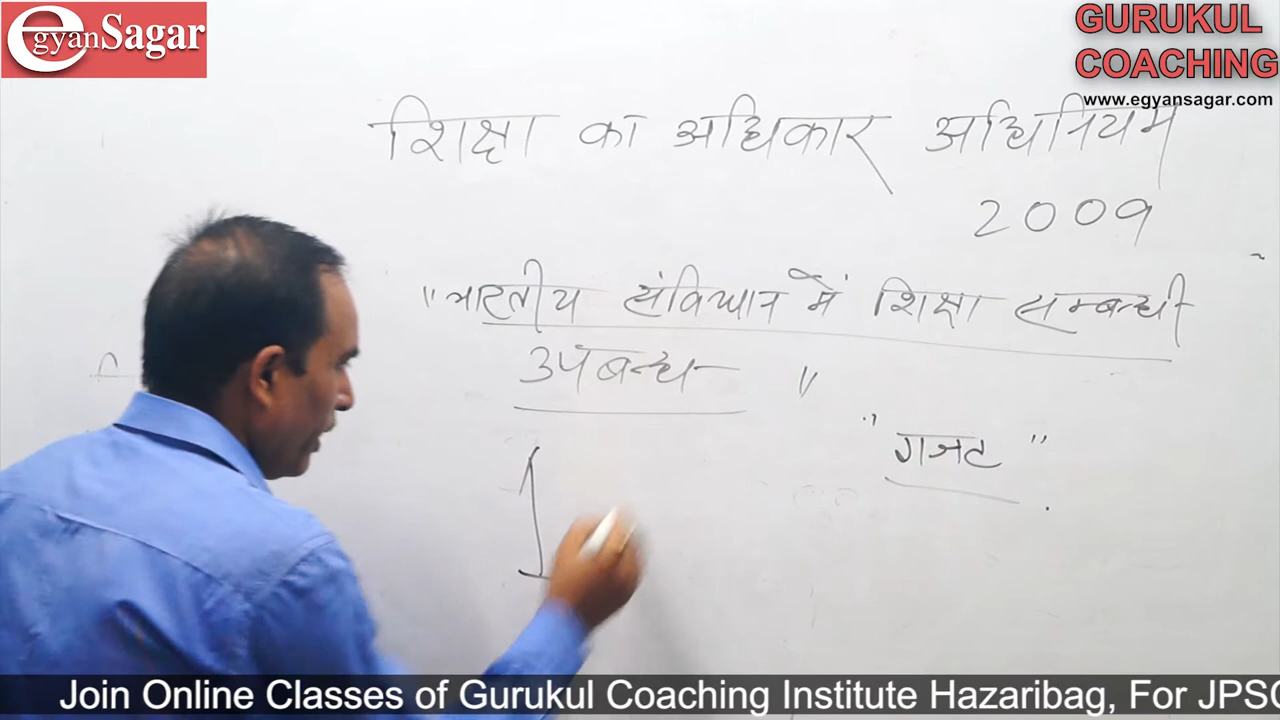 egyanSagar
GURUKUL
COACHING
www.egyansagar.com
शिक्षा का अधिकार अधिनियम
2009
"भारतीय संविधान में शिक्षा सम्बन्धी
उपबन्ध "
"गजट"
Join Online Classes of Gurukul Coaching Institute Hazaribag, For JPSC